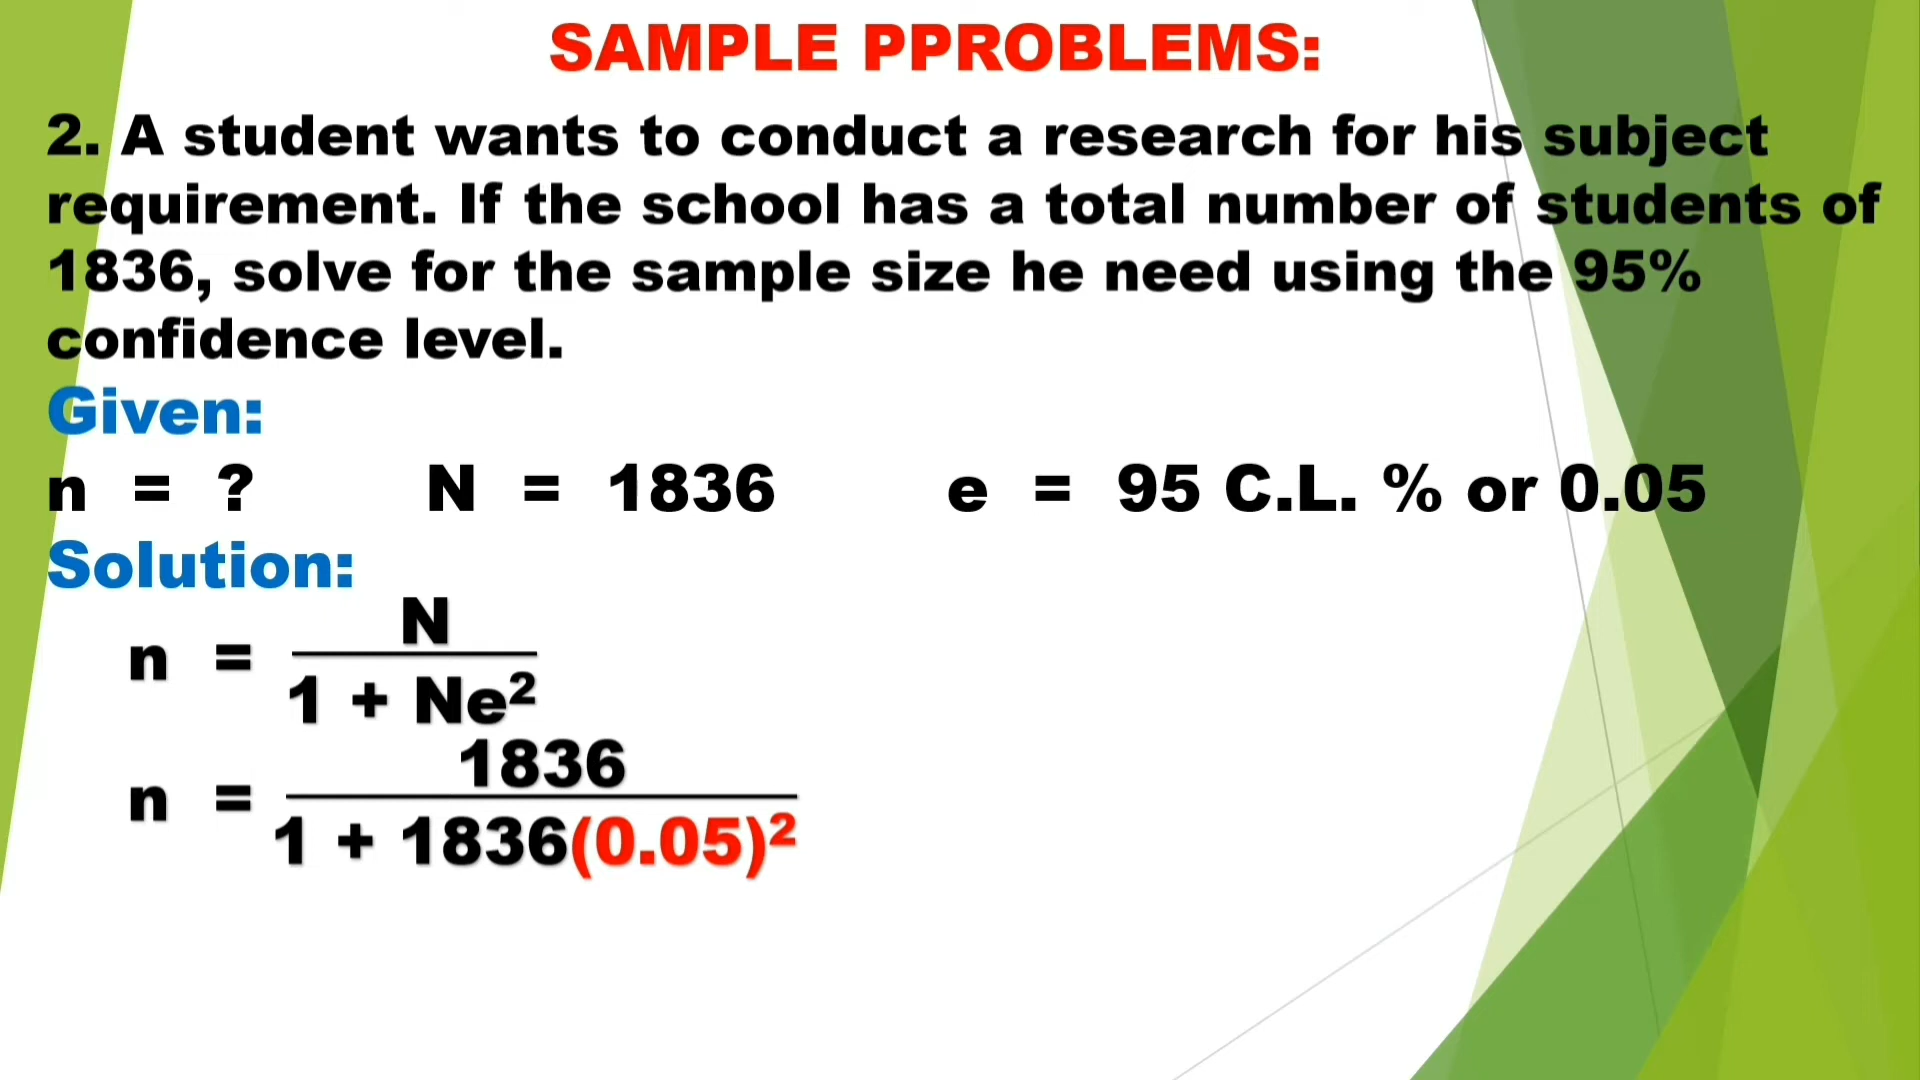 SAMPLE PPROBLEMS:
2. A student wants to conduct a research for his subject
requirement. If the school has a total number of students of
1836, solve for the sample size he need using the 95%
confidence level.
Given:
n = ? N = 1836 e = 95 C.L. % or 0.05
Solution:
N
n =
1 + Ne²
1836
n =
1 + 1836(0.05)²